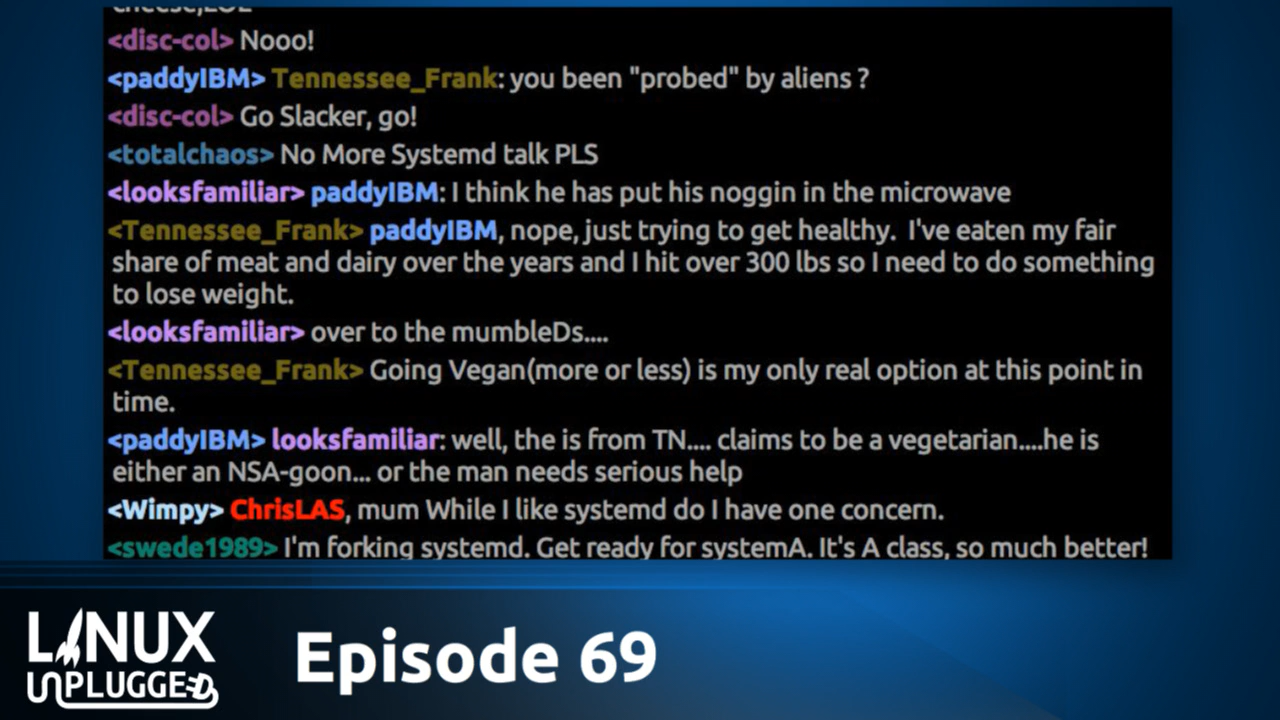 cheese,LOL
<disc-col> Nooo!
<paddyIBM> Tennessee_Frank: you been "probed" by aliens ?
<disc-col> Go Slacker, go!
<totalchaos> No More Systemd talk PLS
<looksfamiliar> paddyIBM: I think he has put his noggin in the microwave
<Tennessee_Frank> paddyIBM, nope, just trying to get healthy.  I've eaten my fair
share of meat and dairy over the years and I hit over 300 lbs so I need to do something
to lose weight.
<looksfamiliar> over to the mumbleDs....
<Tennessee_Frank> Going Vegan(more or less) is my only real option at this point in
time.
<paddyIBM> looksfamiliar: well, the is from TN.... claims to be a vegetarian....he is
either an NSA-goon... or the man needs serious help
<Wimpy> ChrisLAS, mum While I like systemd do I have one concern.
<swede1989> I'm forking systemd. Get ready for systemA. It's A class, so much better!
LINUX
UNPLUGGED
Episode 69